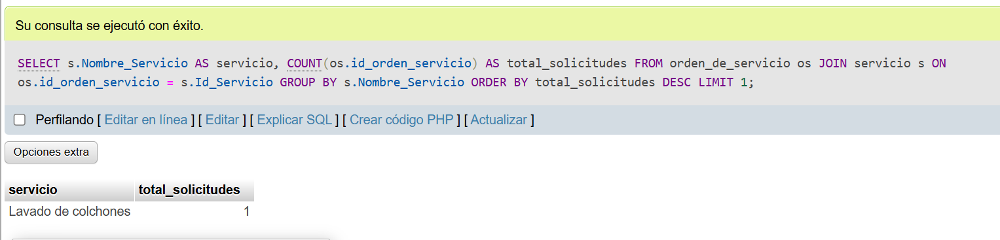 Su consulta se ejecutó con éxito.
SELECT s.Nombre_Servicio AS servicio, COUNT(os.id_orden_servicio) AS total_solicitudes FROM orden_de_servicio os JOIN servicio s ON
os.id_orden_servicio = s.Id_Servicio GROUP BY s.Nombre_Servicio ORDER BY total_solicitudes DESC LIMIT 1;
Perfilando [ Editar en línea ] [ Editar ] [ Explicar SQL ] [ Crear código PHP ] [ Actualizar ]
Opciones extra
servicio total_solicitudes
Lavado de colchones 1